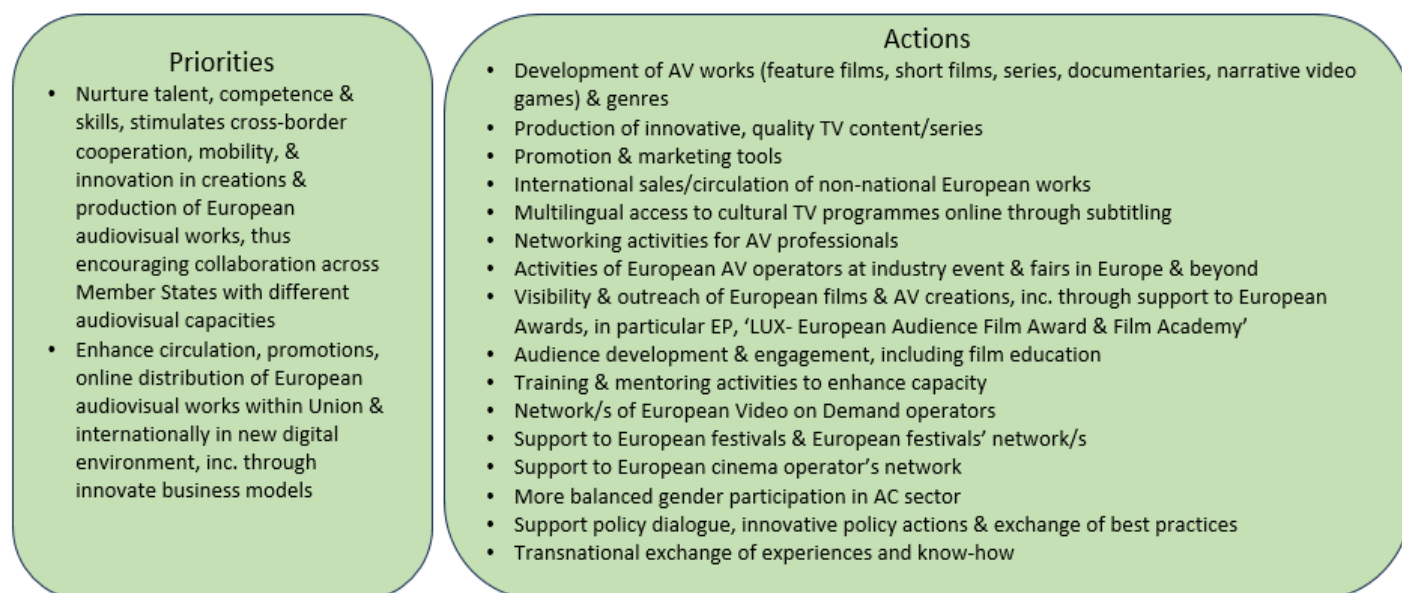 Priorities
• Nurture talent, competence &
skills, stimulates cross-border
cooperation, mobility, &
innovation in creations &
production of European
audiovisual works, thus
encouraging collaboration across
Member States with different
audiovisual capacities
• Enhance circulation, promotions,
online distribution of European
audiovisual works within Union &
internationally in new digital
environment, inc. through
innovate business models
Actions
• Development of AV works (feature films, short films, series, documentaries, narrative video
games) & genres
• Production of innovative, quality TV content/series
• Promotion & marketing tools
• International sales/circulation of non-national European works
• Multilingual access to cultural TV programmes online through subtitling
• Networking activities for AV professionals
• Activities of European AV operators at industry event & fairs in Europe & beyond
• Visibility & outreach of European films & AV creations, inc. through support to European
Awards, in particular EP, ‘LUX- European Audience Film Award & Film Academy’
• Audience development & engagement, including film education
• Training & mentoring activities to enhance capacity
• Network/s of European Video on Demand operators
• Support to European festivals & European festivals’ network/s
• Support to European cinema operator’s network
• More balanced gender participation in AC sector
• Support policy dialogue, innovative policy actions & exchange of best practices
• Transnational exchange of experiences and know-how